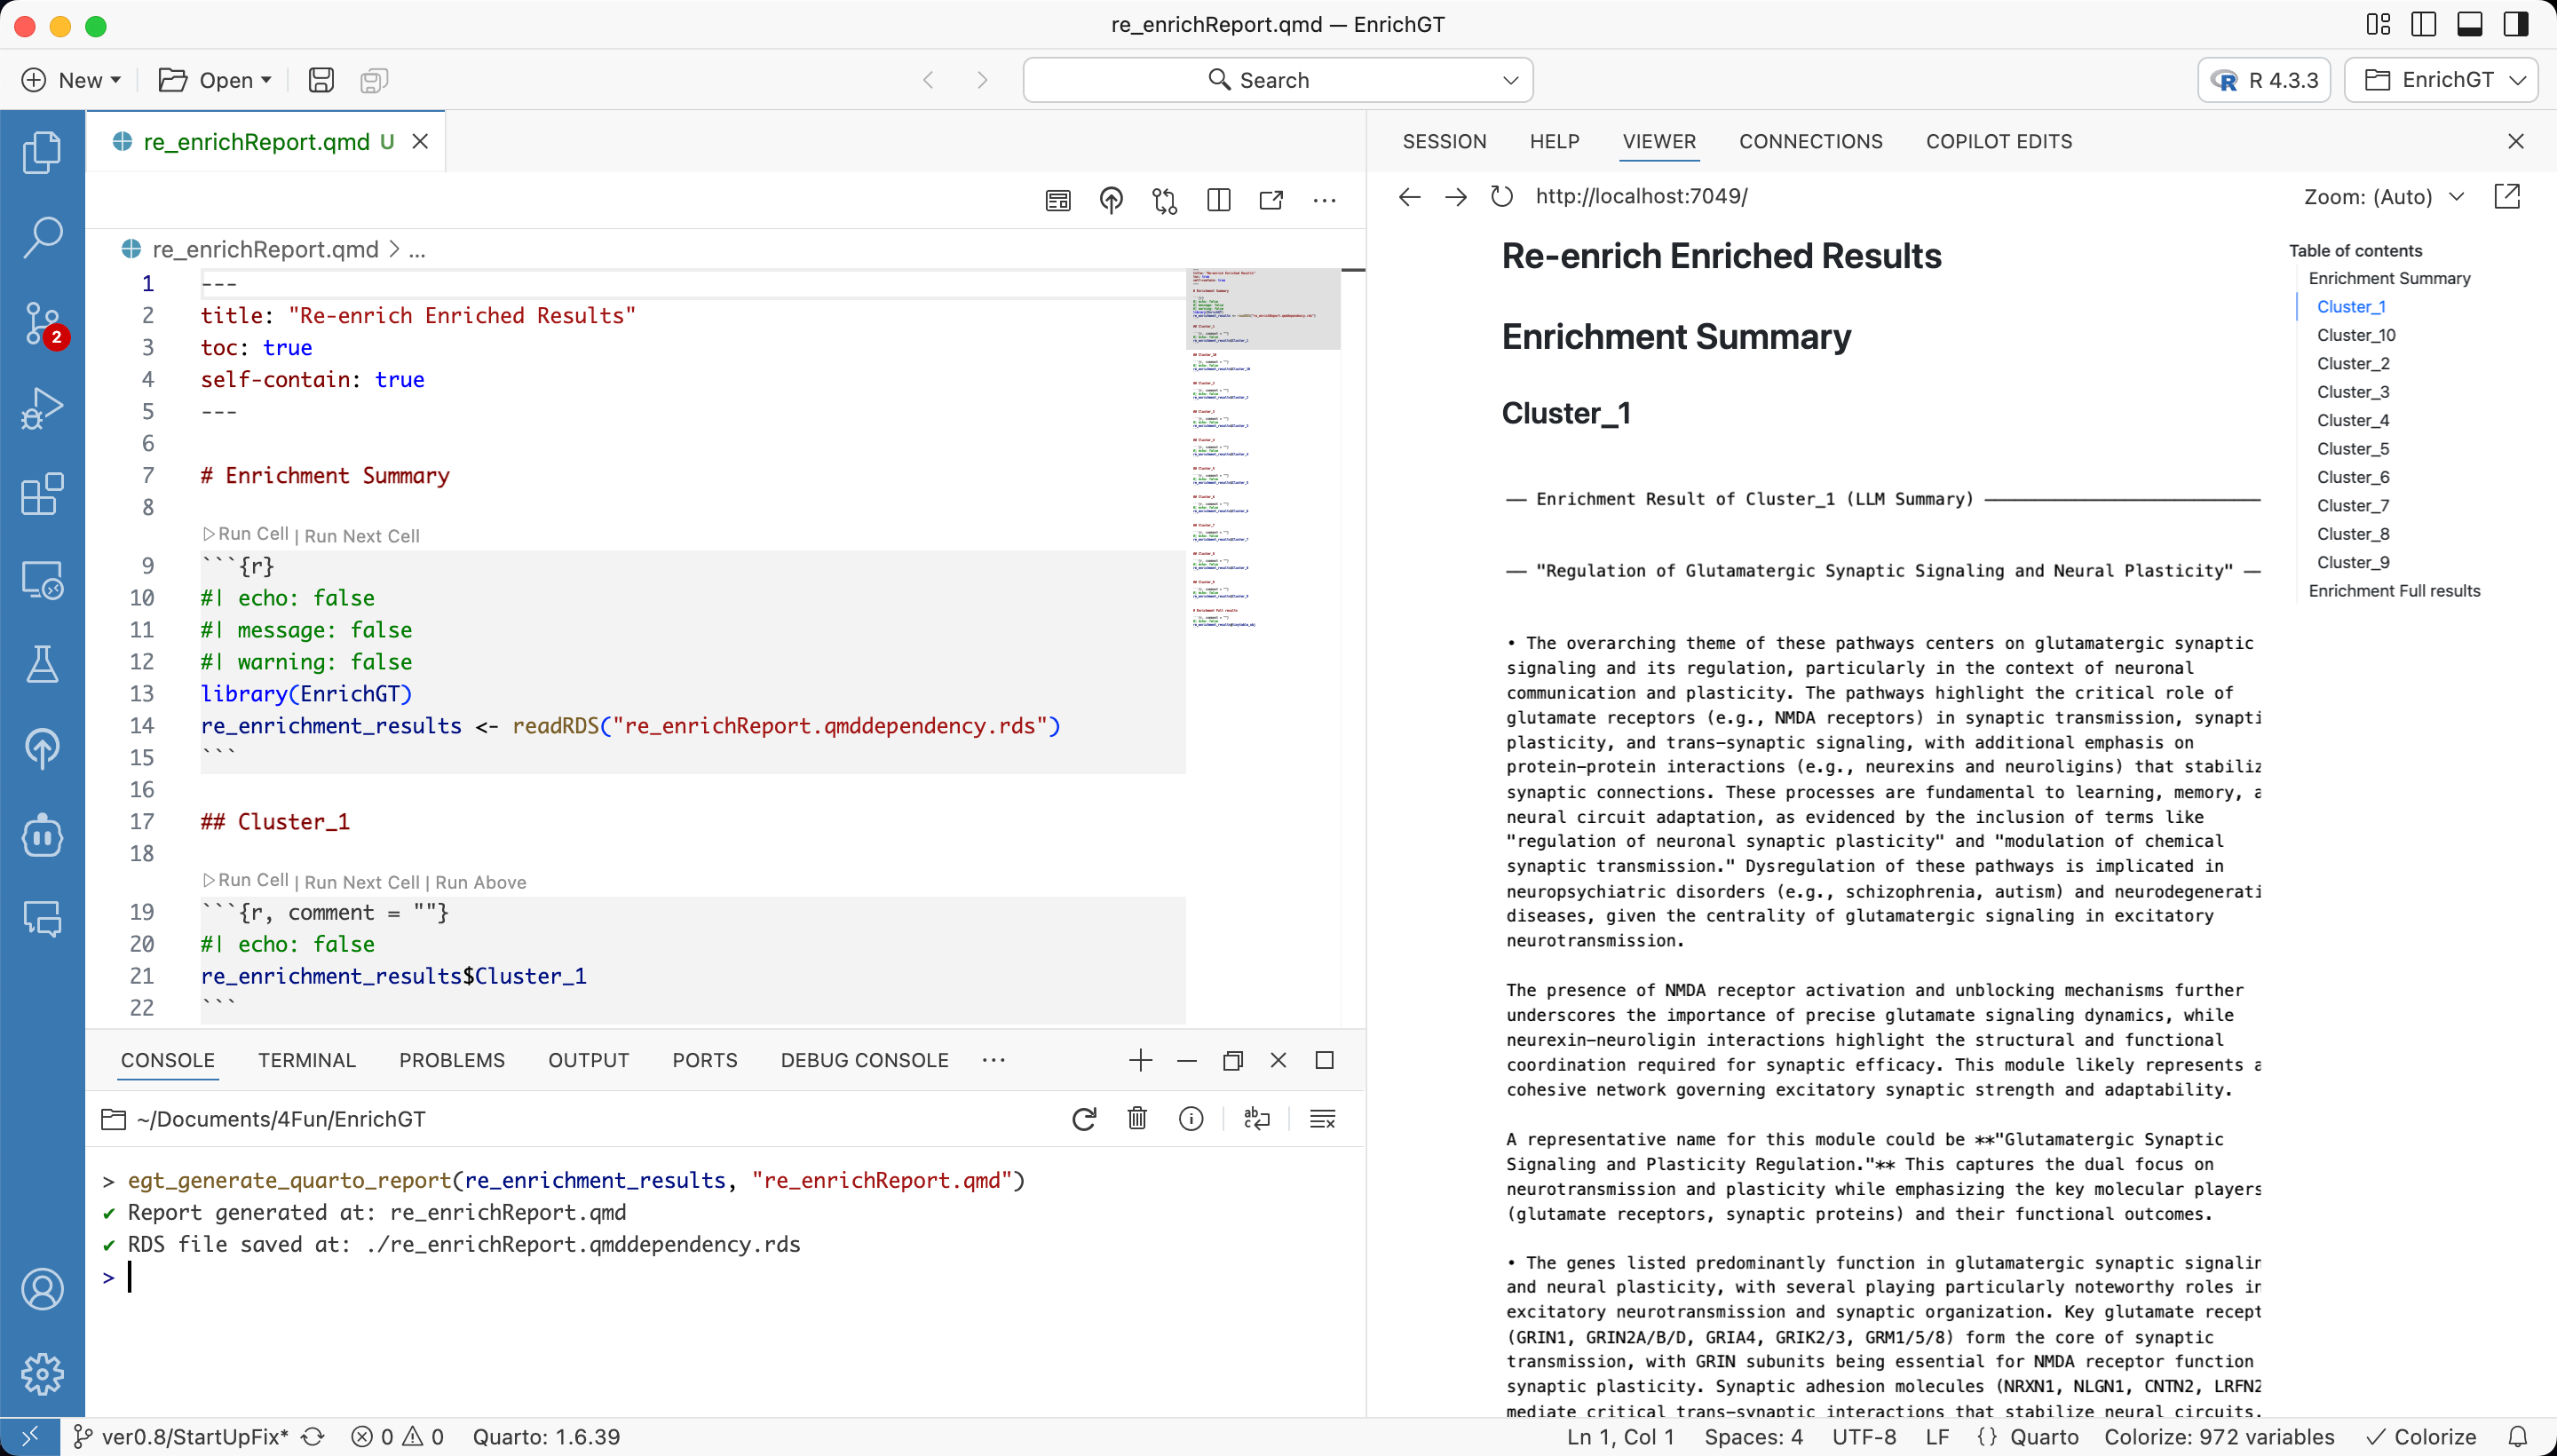 re_enrichReport.qmd — EnrichGT
New
Open
Search
R 4.3.3
EnrichGT
re_enrichReport.qmd U
re_enrichReport.qmd > ...
1 ---
2 title: "Re-enrich Enriched Results"
3 toc: true
4 self-contain: true
5 ---
6
7 # Enrichment Summary
8
Run Cell | Run Next Cell
9 ```{r}
10 #| echo: false
11 #| message: false
12 #| warning: false
13 library(EnrichGT)
14 re_enrichment_results <- readRDS("re_enrichReport.qmddependency.rds")
15 ```
16
17 ## Cluster_1
18
Run Cell | Run Next Cell | Run Above
19 ```{r, comment = ""}
20 #| echo: false
21 re_enrichment_results$Cluster_1
22 ```
2
CONSOLE TERMINAL PROBLEMS OUTPUT PORTS DEBUG CONSOLE ...
~/Documents/4Fun/EnrichGT
> egt_generate_quarto_report(re_enrichment_results, "re_enrichReport.qmd")
✔ Report generated at: re_enrichReport.qmd
✔ RDS file saved at: ./re_enrichReport.qmddependency.rds
>
SESSION HELP VIEWER CONNECTIONS COPILOT EDITS
http://localhost:7049/
Zoom: (Auto)
Re-enrich Enriched Results
Enrichment Summary
Cluster_1
—— Enrichment Result of Cluster_1 (LLM Summary) ——
—— "Regulation of Glutamatergic Synaptic Signaling and Neural Plasticity" ——
• The overarching theme of these pathways centers on glutamatergic synaptic
signaling and its regulation, particularly in the context of neuronal
communication and plasticity. The pathways highlight the critical role of
glutamate receptors (e.g., NMDA receptors) in synaptic transmission, synapti
plasticity, and trans-synaptic signaling, with additional emphasis on
protein-protein interactions (e.g., neurexins and neuroligins) that stabiliz
synaptic connections. These processes are fundamental to learning, memory, a
neural circuit adaptation, as evidenced by the inclusion of terms like
"regulation of neuronal synaptic plasticity" and "modulation of chemical
synaptic transmission." Dysregulation of these pathways is implicated in
neuropsychiatric disorders (e.g., schizophrenia, autism) and neurodegenerati
diseases, given the centrality of glutamatergic signaling in excitatory
neurotransmission.
The presence of NMDA receptor activation and unblocking mechanisms further
underscores the importance of precise glutamate signaling dynamics, while
neurexin-neuroligin interactions highlight the structural and functional
coordination required for synaptic efficacy. This module likely represents a
cohesive network governing excitatory synaptic strength and adaptability.
A representative name for this module could be **"Glutamatergic Synaptic
Signaling and Plasticity Regulation."** This captures the dual focus on
neurotransmission and plasticity while emphasizing the key molecular players
(glutamate receptors, synaptic proteins) and their functional outcomes.
• The genes listed predominantly function in glutamatergic synaptic signalin
and neural plasticity, with several playing particularly noteworthy roles in
excitatory neurotransmission and synaptic organization. Key glutamate recept
(GRIN1, GRIN2A/B/D, GRIA4, GRIK2/3, GRM1/5/8) form the core of synaptic
transmission, with GRIN subunits being essential for NMDA receptor function
synaptic plasticity. Synaptic adhesion molecules (NRXN1, NLGN1, CNTN2, LRFN2
mediate critical trans-synaptic interactions that stabilize neural circuits.
Table of contents
Enrichment Summary
Cluster_1
Cluster_10
Cluster_2
Cluster_3
Cluster_4
Cluster_5
Cluster_6
Cluster_7
Cluster_8
Cluster_9
Enrichment Full results
ver0.8/StartUpFix* 0 0 Quarto: 1.6.39
Ln 1, Col 1 Spaces: 4 UTF-8 LF {} Quarto Colorize: 972 variables Colorize